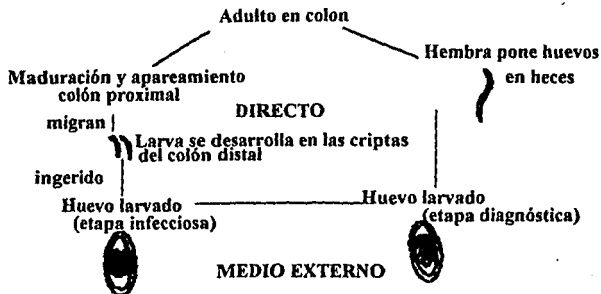 Adulto en colon
Hembra pone huevos
en heces
Maduración y apareamiento
colón proximal
DIRECTO
migran
Larva se desarrolla en las criptas
del colón distal
ingerido
Huevo larvado
(etapa infecciosa)
Huevo larvado
(etapa diagnóstica)
MEDIO EXTERNO